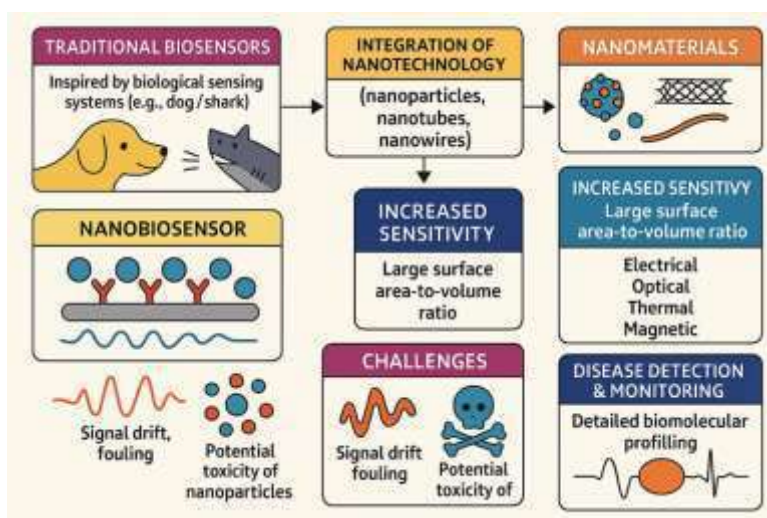 TRADITIONAL BIOSENSORS
Inspired by biological sensing
systems (e.g., dog/shark)
INTEGRATION OF
NANOTECHNOLOGY
(nanoparticles,
nanotubes,
nanowires)
NANOMATERIALS
NANOBIOSENSOR
INCREASED
SENSITIVITY
Large surface
area-to-volume
ratio
INCREASED SENSITIVY
Large surface
area-to-volume ratio
Electrical
Optical
Thermal
Magnetic
Signal drift,
fouling
Potential
toxicity of
nanoparticles
CHALLENGES
Signal drift
fouling
Potential
toxicity of
DISEASE DETECTION
& MONITORING
Detailed biomolecular
profilling